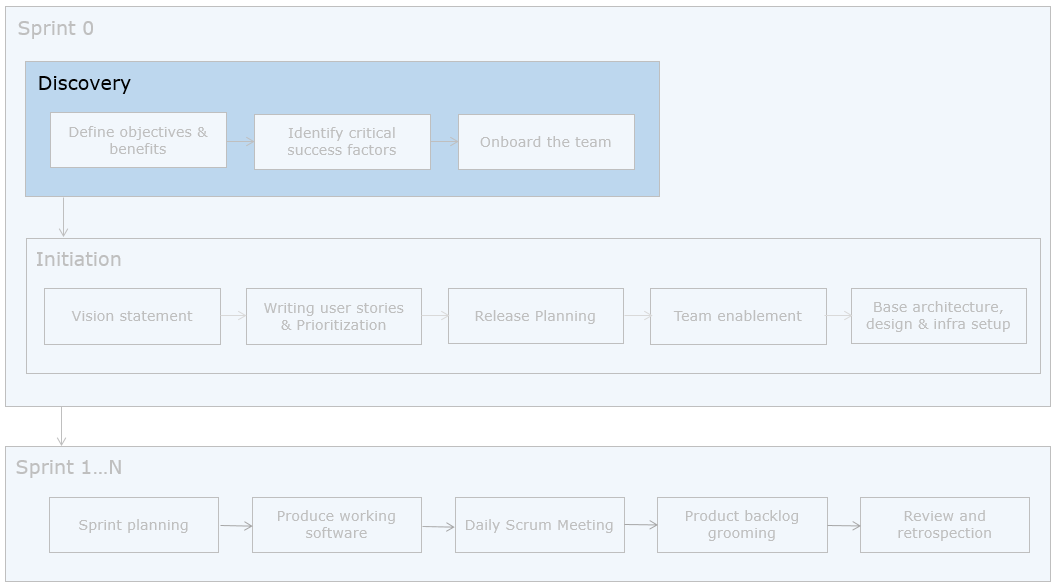 Sprint 0
Discovery
Define objectives &
benefits
Identify critical
success factors
Onboard the team
Initiation
Vision statement
Writing user stories
& Prioritization
Release Planning
Team enablement
Base architecture,
design & infra setup
Sprint 1…N
Sprint planning
Produce working
software
Daily Scrum Meeting
Product backlog
grooming
Review and
retrospection